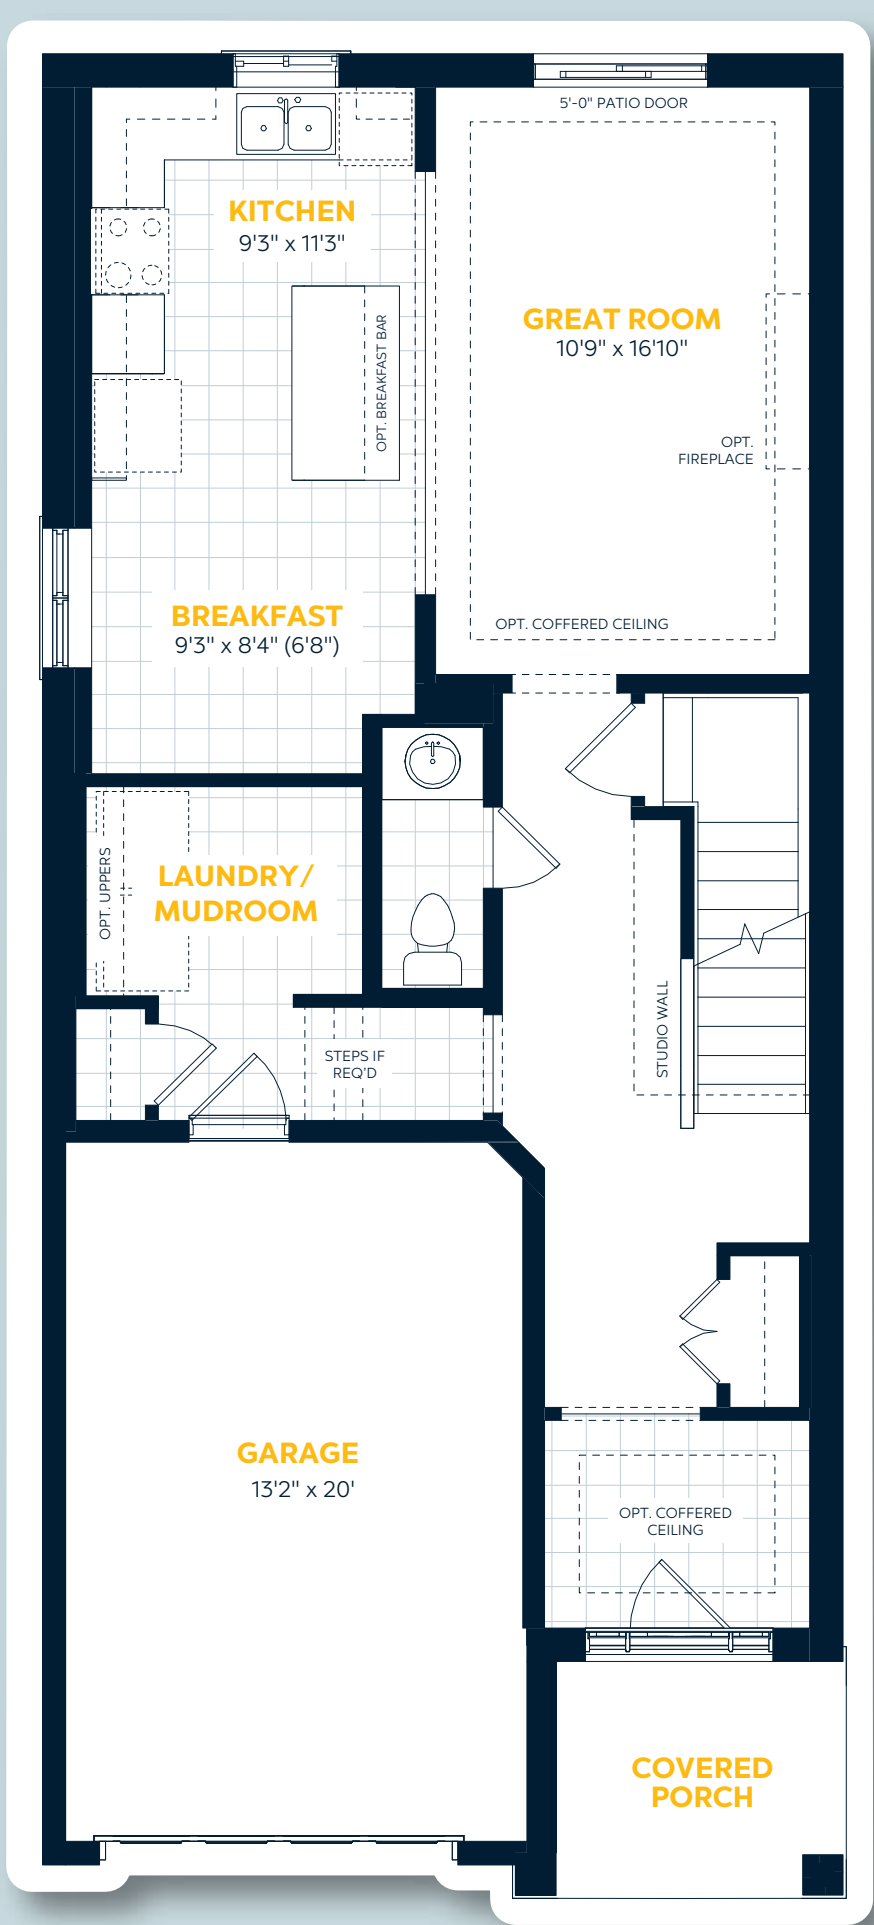 5'-0" PATIO DOOR
KITCHEN
9'3" x 11'3"
OPT. BREAKFAST BAR
GREAT ROOM
10'9" x 16'10"
OPT.
FIREPLACE
BREAKFAST
9'3" x 8'4" (6'8")
OPT. COFFERED CEILING
OPT. UPPERS
LAUNDRY/
MUDROOM
STUDIO WALL
STEPS IF
REQ'D
GARAGE
13'2" x 20'
OPT. COFFERED
CEILING
COVERED
PORCH